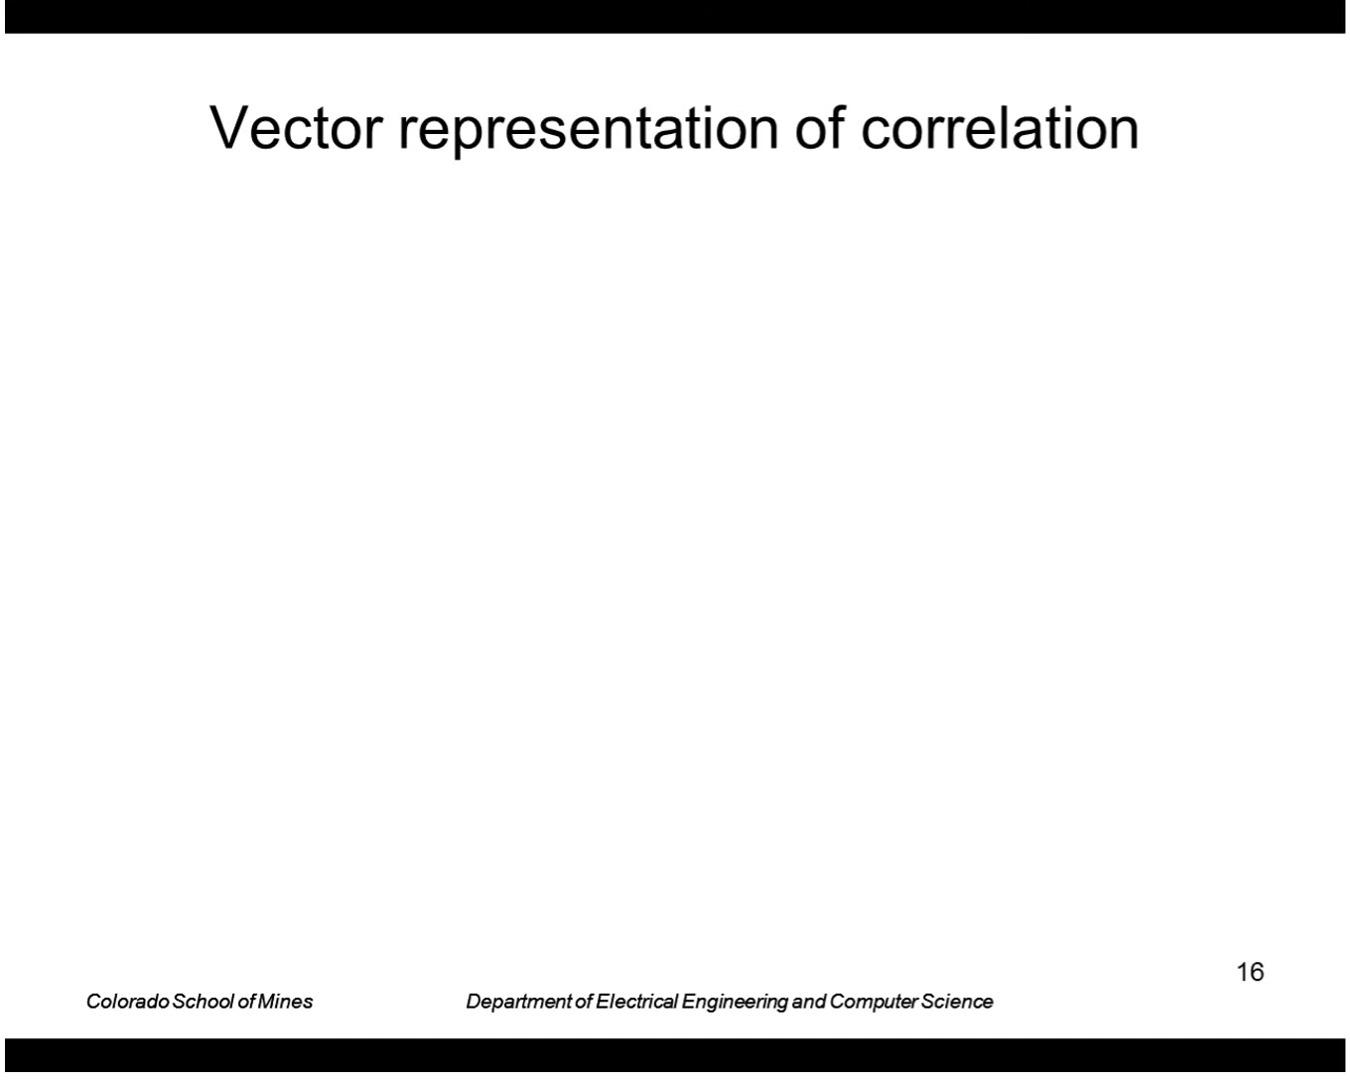 Vector representation of correlation
16
Colorado School of Mines
Department of Electrical Engineering and Computer Science